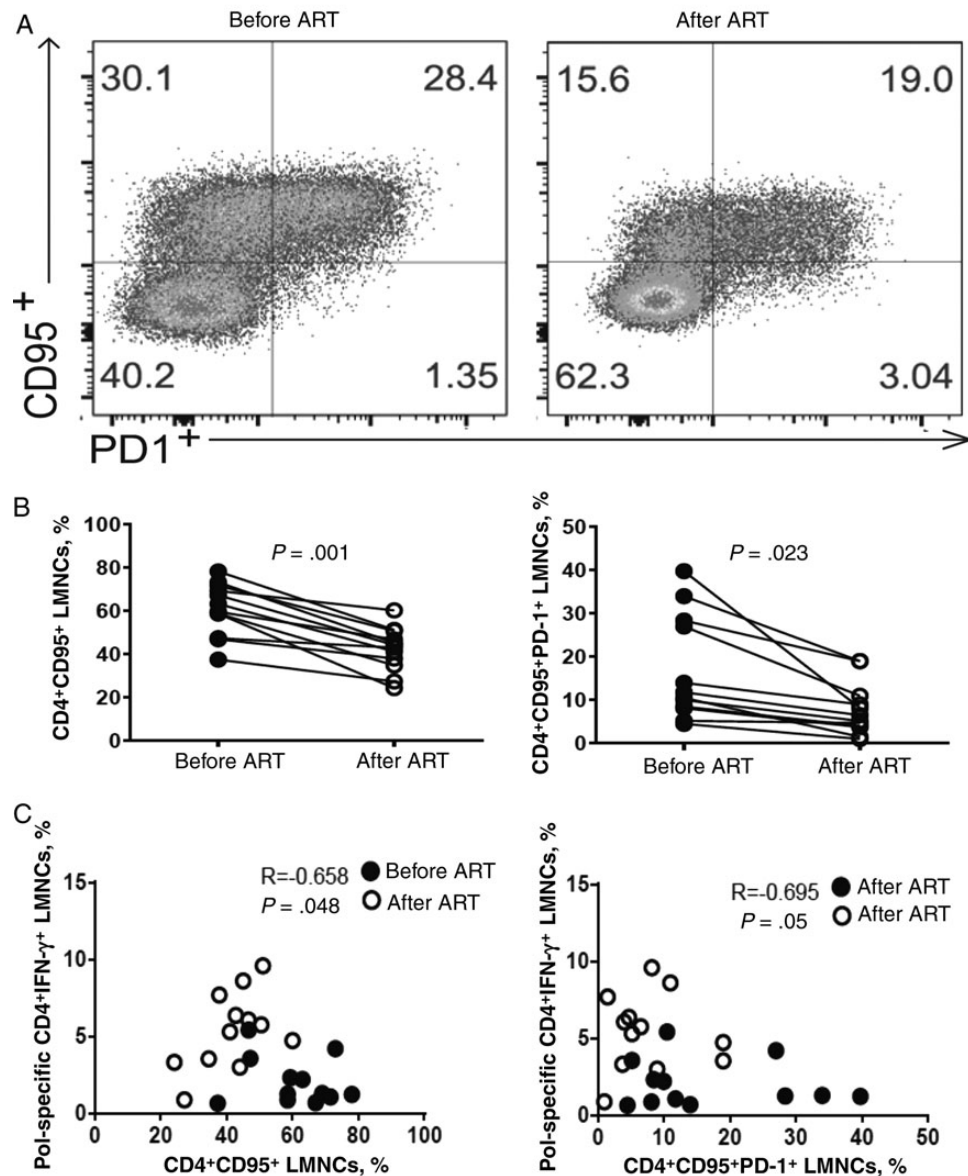 A
Before ART
After ART
30.1
28.4
15.6
19.0
CD95+
40.2
1.35
62.3
3.04
PD1+
B
100
80
60
40
20
0
CD4+CD95+ LMNCs, %
P = .001
Before ART
After ART
50
40
30
20
10
0
CD4+CD95+PD-1+ LMNCs, %
P = .023
Before ART
After ART
C
Pol-specific CD4+IFN-γ+ LMNCs, %
15
10
5
0
R=-0.658
P = .048
Before ART
After ART
0
20
40
60
80
100
CD4+CD95+ LMNCs, %
Pol-specific CD4+IFN-γ+ LMNCs, %
15
10
5
0
R=-0.695
P = .05
After ART
After ART
0
10
20
30
40
50
CD4+CD95+PD-1+ LMNCs, %